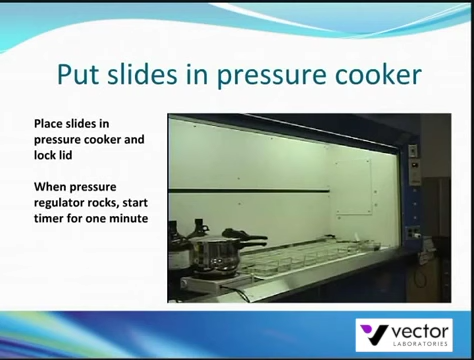 Put slides in pressure cooker
Place slides in
pressure cooker and
lock lid
When pressure
regulator rocks, start
timer for one minute
vector
LABORATORIES